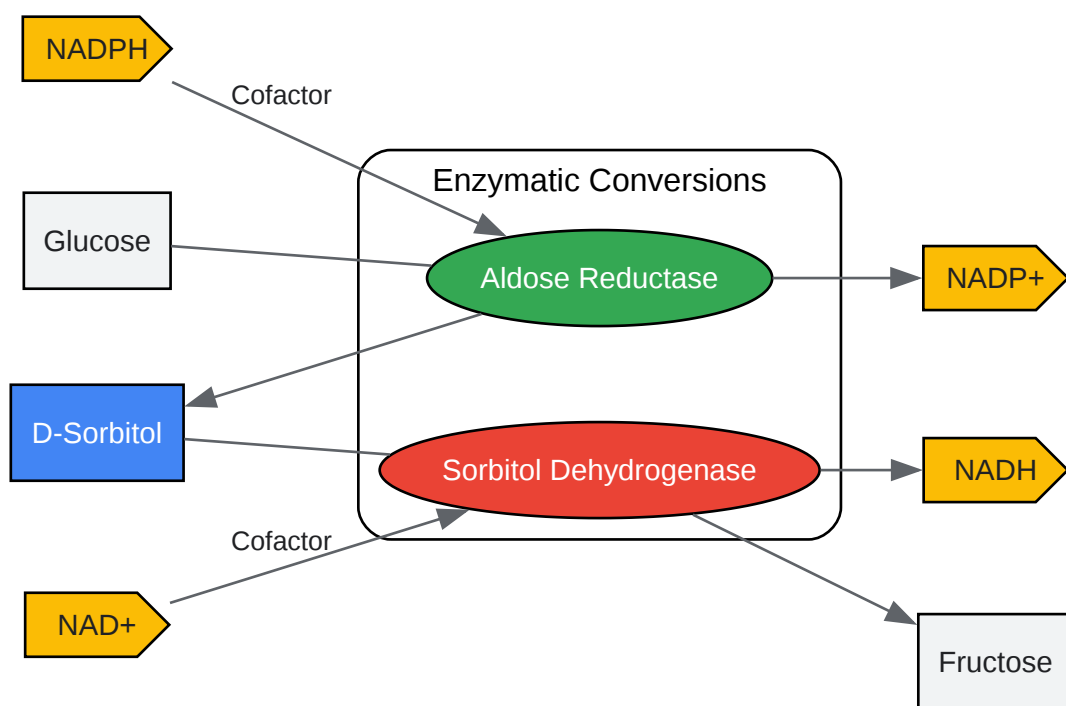 NADPH
Cofactor
Enzymatic Conversions
Glucose
Aldose Reductase
NADP+
D-Sorbitol
Sorbitol Dehydrogenase
NADH
Cofactor
NAD+
Fructose